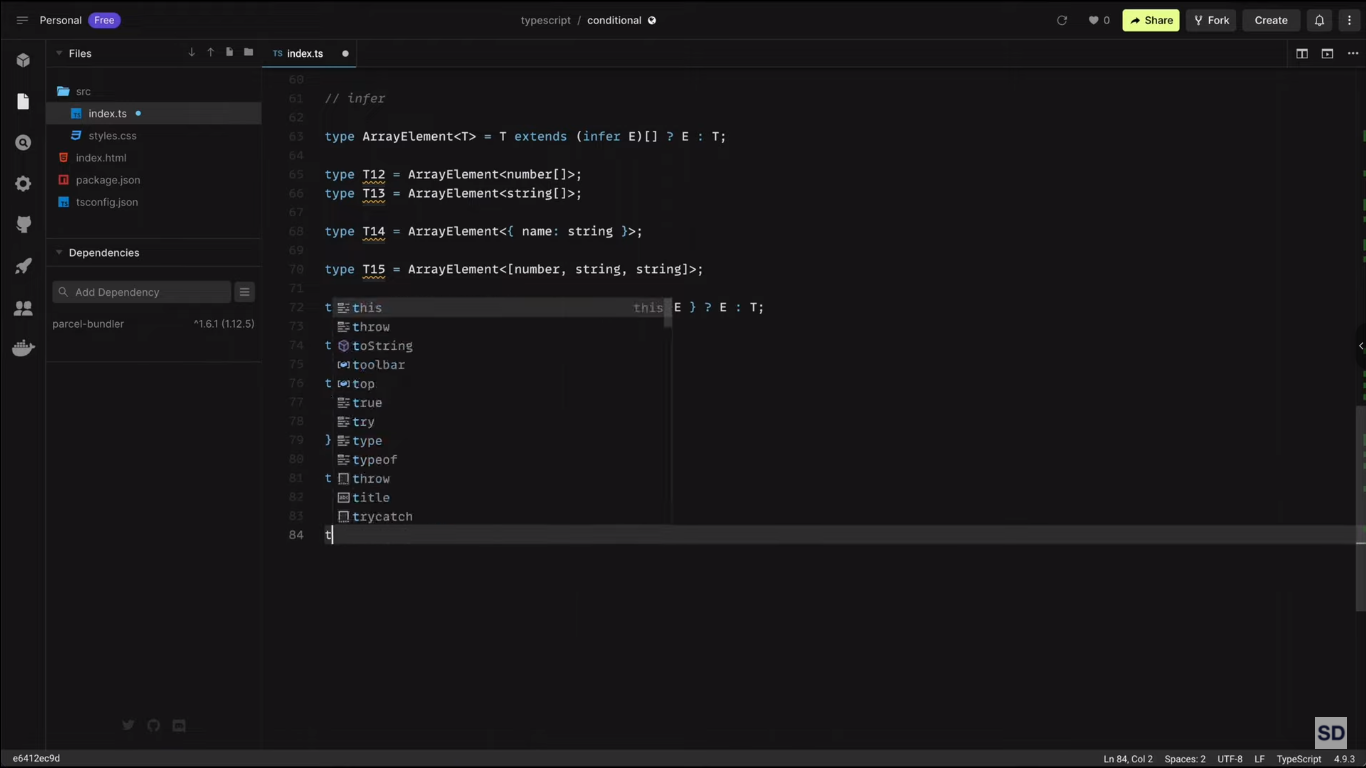 Personal Free
typescript / conditional
0
Share
Fork
Create
Files
TS index.ts
src
index.ts
styles.css
index.html
package.json
tsconfig.json
Dependencies
Add Dependency
parcel-bundler ^1.6.1 (1.12.5)
60
61 // infer
62
63 type ArrayElement<T> = T extends (infer E)[] ? E : T;
64
65 type T12 = ArrayElement<number[]>;
66 type T13 = ArrayElement<string[]>;
67
68 type T14 = ArrayElement<{ name: string }>;
69
70 type T15 = ArrayElement<[number, string, string]>;
71
72 t this this E } ? E : T;
73 throw
74 t toString
75 toolbar
76 t top
77 true
78 try
79 } type
80 typeof
81 t throw
82 title
83 trycatch
84 t
SD
e6412ec9d
Ln 84, Col 2 Spaces: 2 UTF-8 LF TypeScript 4.9.3